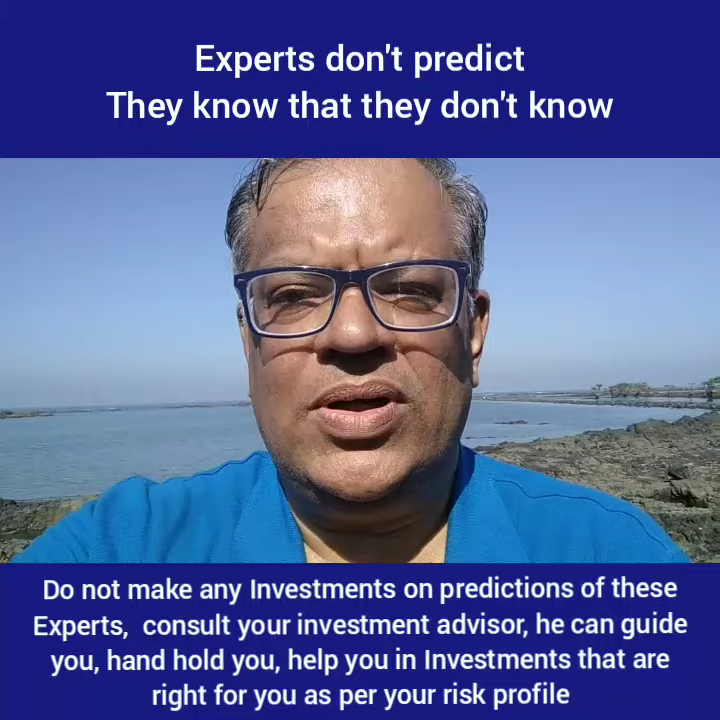 Experts don't predict
They know that they don't know
Do not make any Investments on predictions of these
Experts,  consult your investment advisor, he can guide
you, hand hold you, help you in Investments that are
right for you as per your risk profile